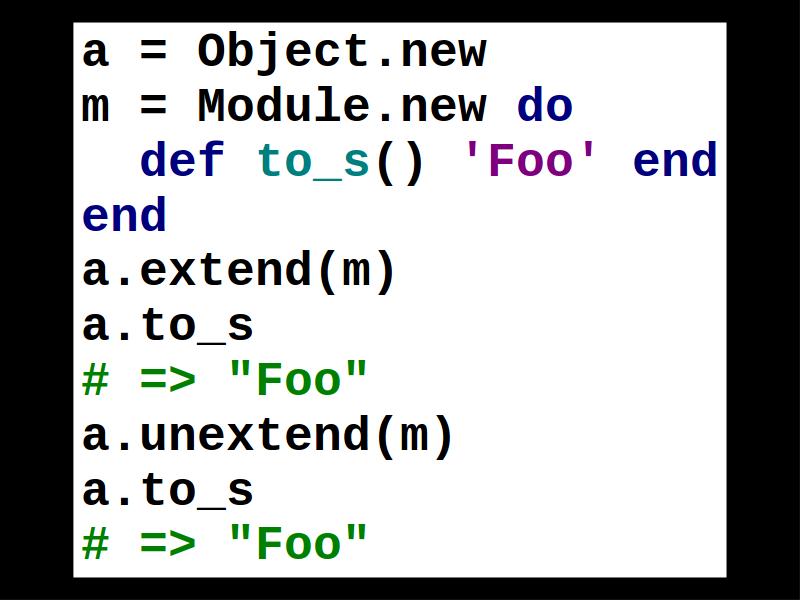 a = Object.new
m = Module.new do
  def to_s() 'Foo' end
end
a.extend(m)
a.to_s
# => "Foo"
a.unextend(m)
a.to_s
# => "Foo"